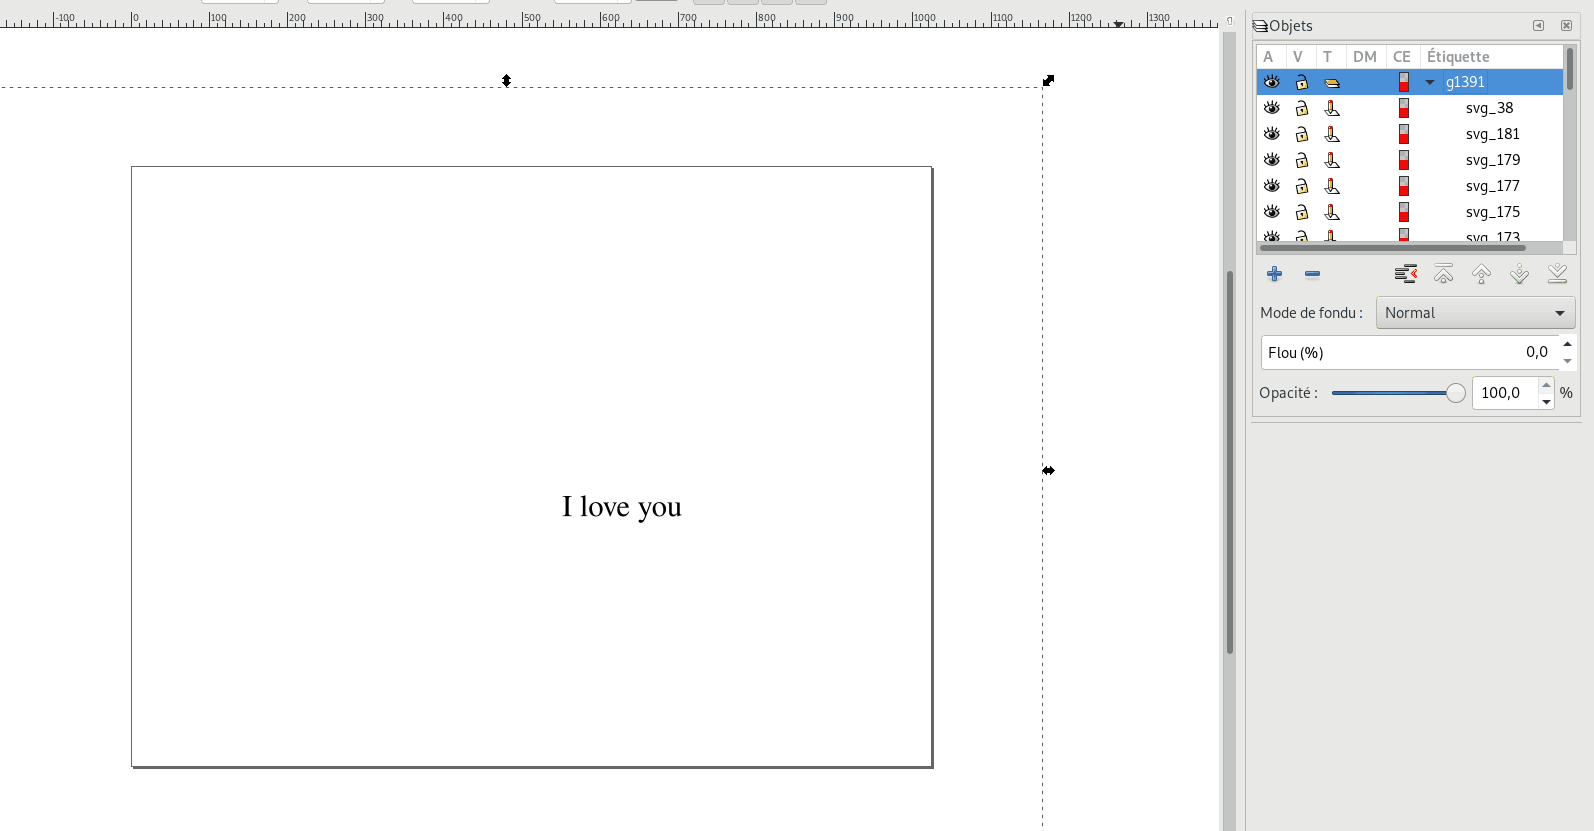 -100 0 100 200 300 400 500 600 700 800 900 1000 1100 1200 1300
Objets
A V T DM CE Étiquette
g1391
svg_38
svg_181
svg_179
svg_177
svg_175
svg_173
Mode de fondu : Normal
Flou (%) 0,0
Opacité : 100,0 %
I love you